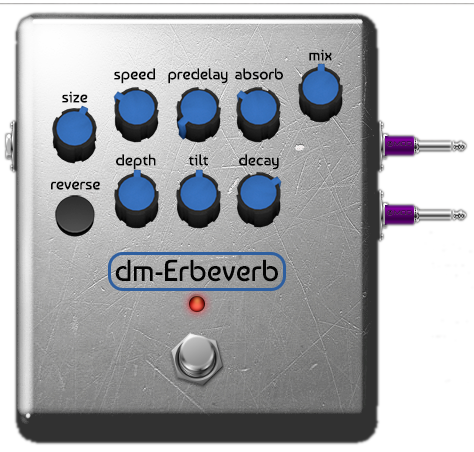 mix
speed predelay absorb
size
depth tilt decay
reverse
dm-Erbeverb